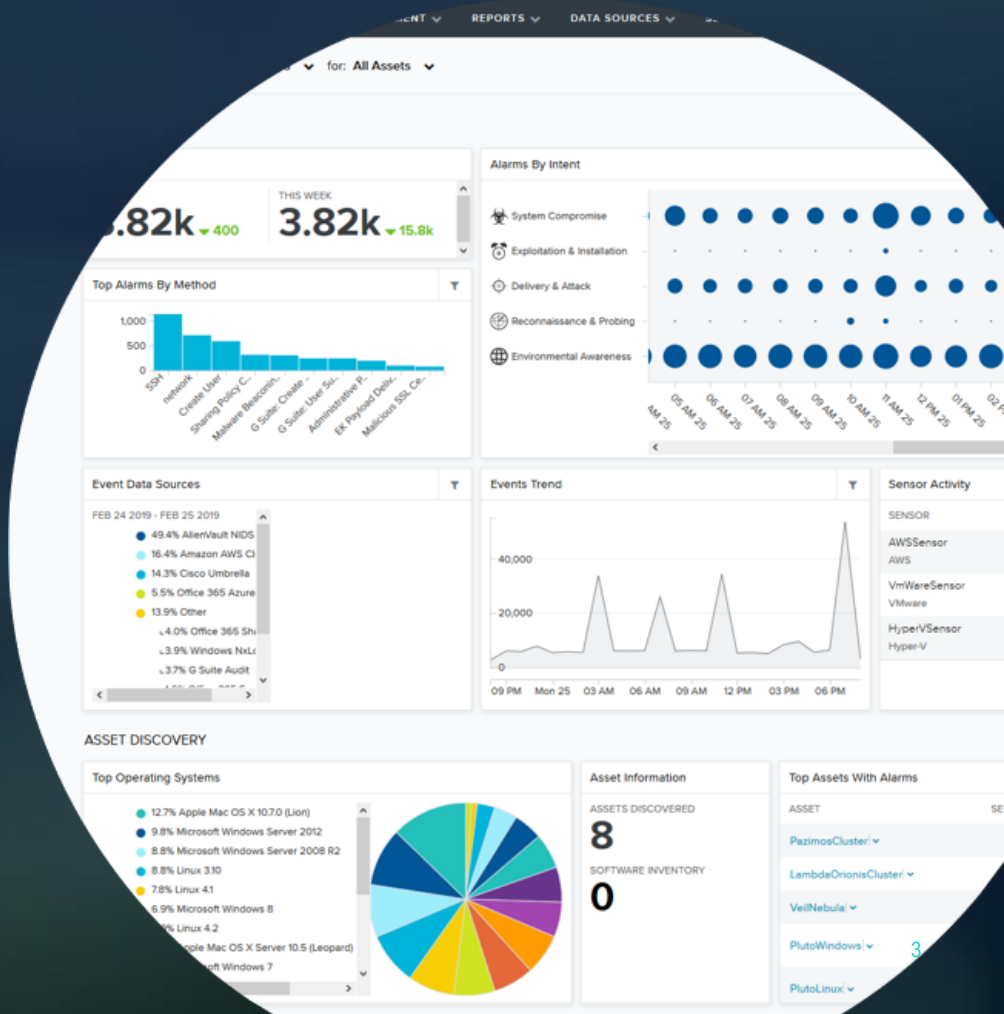 REPORTS
DATA SOURCES
for: All Assets
Alarms By Intent
THIS WEEK
.82k 400
3.82k 15.8k
System Compromise
Exploitation & Installation
Delivery & Attack
Reconnaissance & Probing
Environmental Awareness
AM 25
05 AM 25
06 AM 25
07 AM 25
08 AM 25
09 AM 25
10 AM 25
11 AM 25
12 PM 25
01 PM 25
Top Alarms By Method
1,000
500
0
SSH
network
Create User
Sharing Policy C..
Malware Beaconin..
G Suite: Create ..
G Suite: User Su..
Administrative P..
EK Payload Deliv..
Malicious SSL Ce..
Event Data Sources
FEB 24 2019 - FEB 25 2019
49.4% AlienVault NIDS
16.4% Amazon AWS Cl
14.3% Cisco Umbrella
5.5% Office 365 Azure
13.9% Other
4.0% Office 365 Sha
3.9% Windows NxLo
3.7% G Suite Audit
Events Trend
40,000
20,000
0
09 PM
Mon 25
03 AM
06 AM
09 AM
12 PM
03 PM
06 PM
Sensor Activity
SENSOR
AWSSensor
AWS
VmWareSensor
VMware
HyperVSensor
Hyper-V
ASSET DISCOVERY
Top Operating Systems
12.7% Apple Mac OS X 10.7.0 (Lion)
9.8% Microsoft Windows Server 2012
8.8% Microsoft Windows Server 2008 R2
8.8% Linux 3.10
7.8% Linux 4.1
6.9% Microsoft Windows 8
% Linux 4.2
pple Mac OS X Server 10.5 (Leopard)
oft Windows 7
Asset Information
ASSETS DISCOVERED
8
SOFTWARE INVENTORY
0
Top Assets With Alarms
ASSET
SE
PazimosCluster
LambdaOrionisCluster
VeilNebula
PlutoWindows
PlutoLinux
3